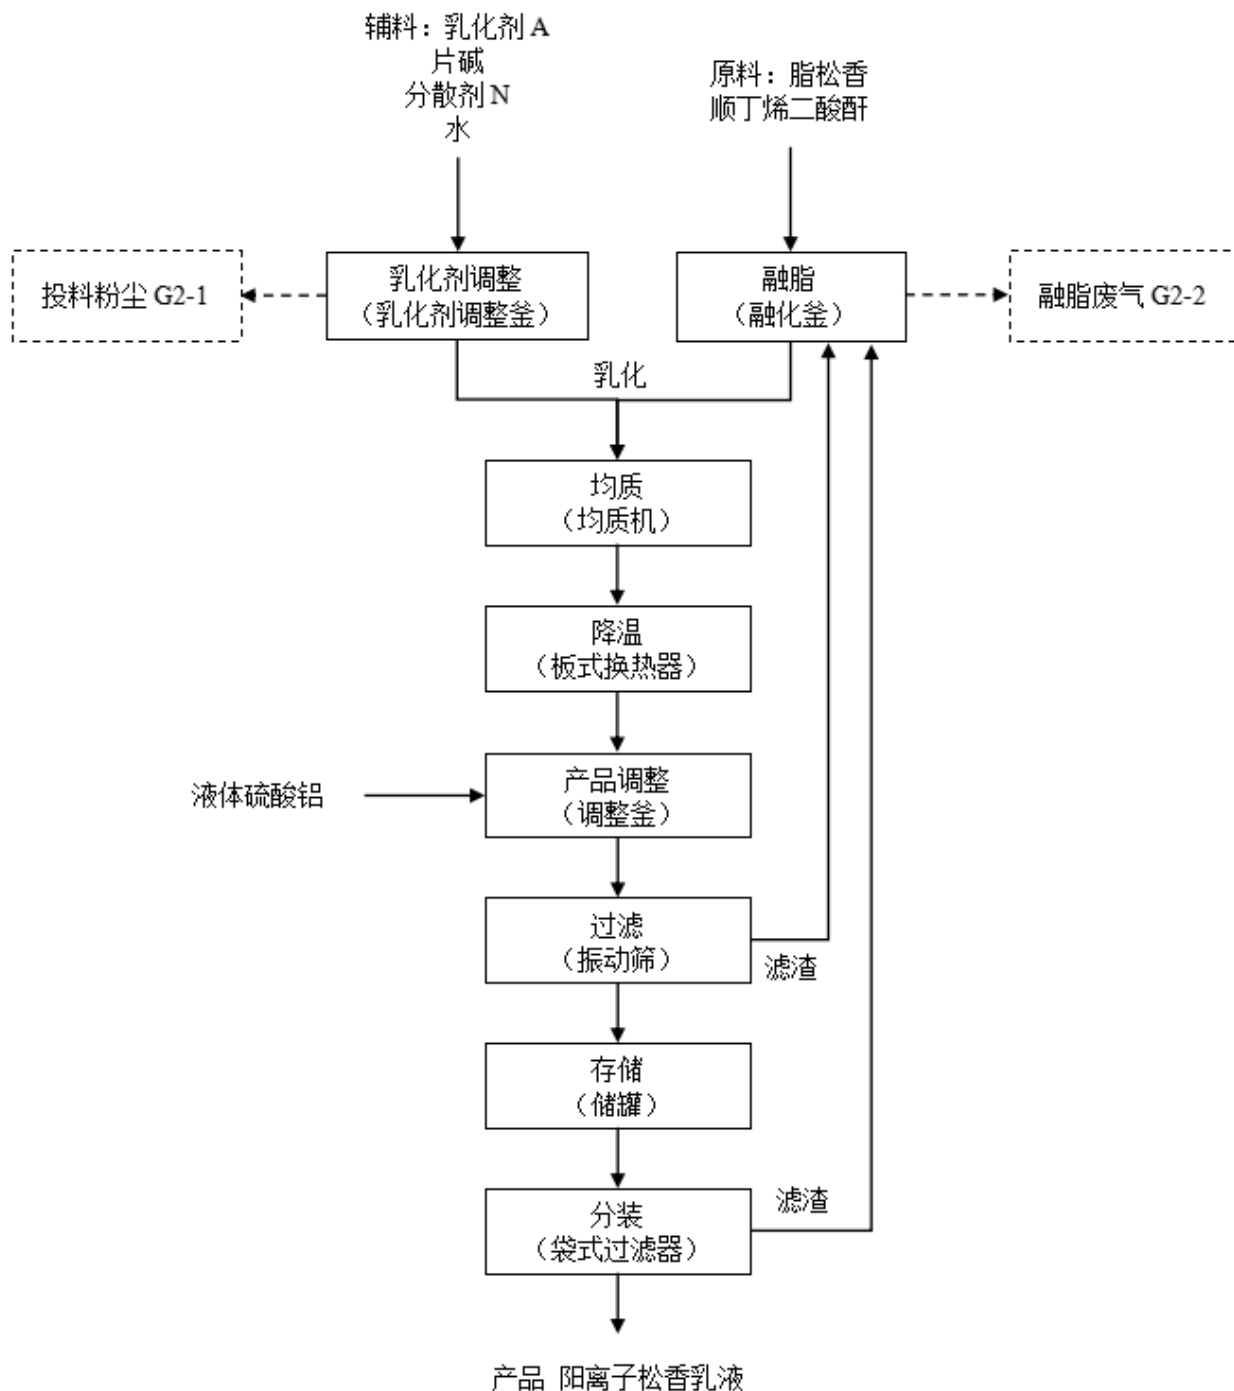 辅料：乳化剂 A
片碱
分散剂 N
水
原料：脂松香
顺丁烯二酸酐
投料粉尘 G2-1
乳化剂调整
（乳化剂调整釜）
融脂
（融化釜）
融脂废气 G2-2
乳化
均质
（均质机）
降温
（板式换热器）
液体硫酸铝
产品调整
（调整釜）
过滤
（振动筛）
滤渣
存储
（储罐）
分装
（袋式过滤器）
滤渣
产品 阳离子松香乳液